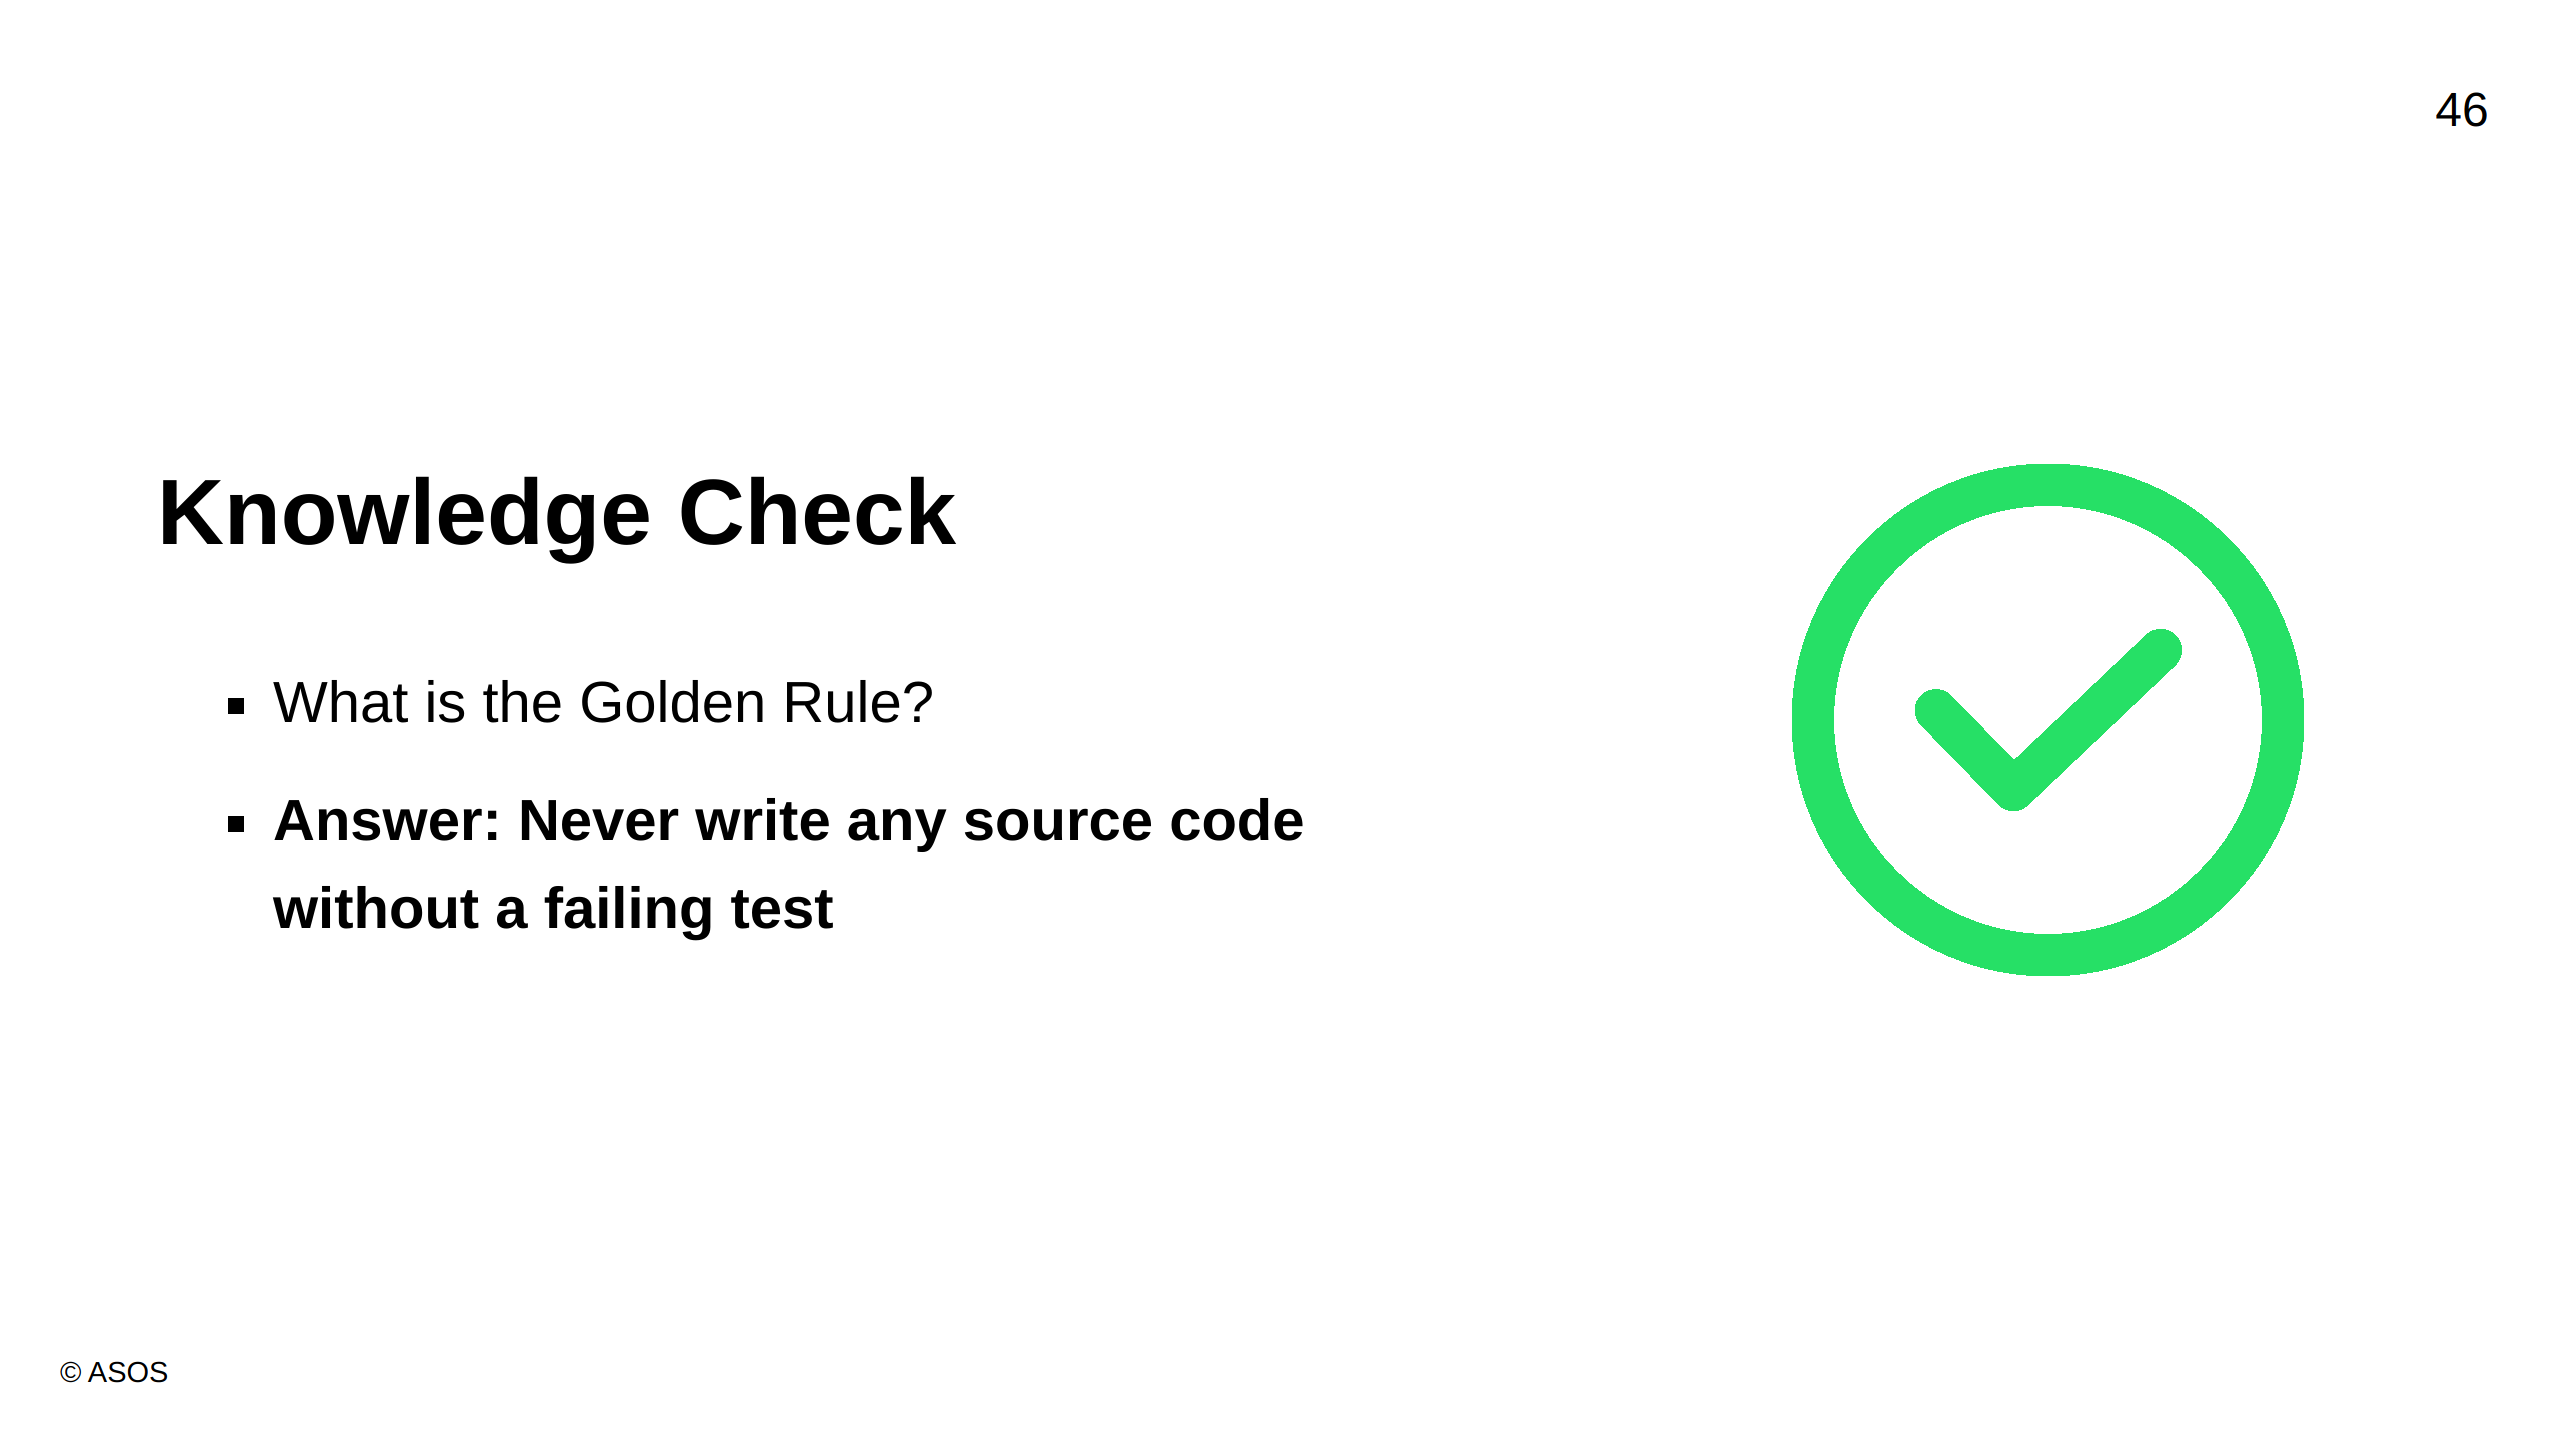 46
Knowledge Check
▪ What is the Golden Rule?
▪ Answer: Never write any source code
without a failing test
© ASOS